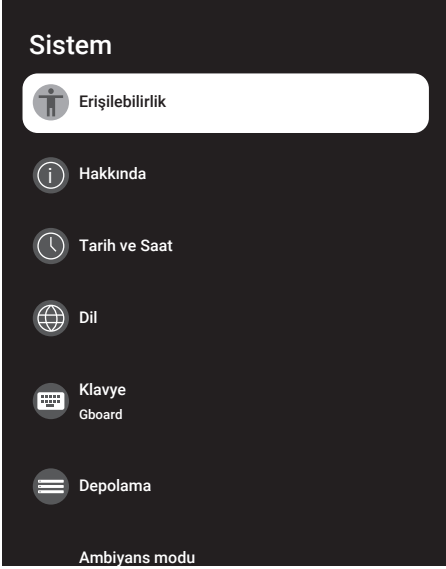 Sistem
Erişilebilirlik
Hakkında
Tarih ve Saat
Dil
Klavye
Gboard
Depolama
Ambiyans modu